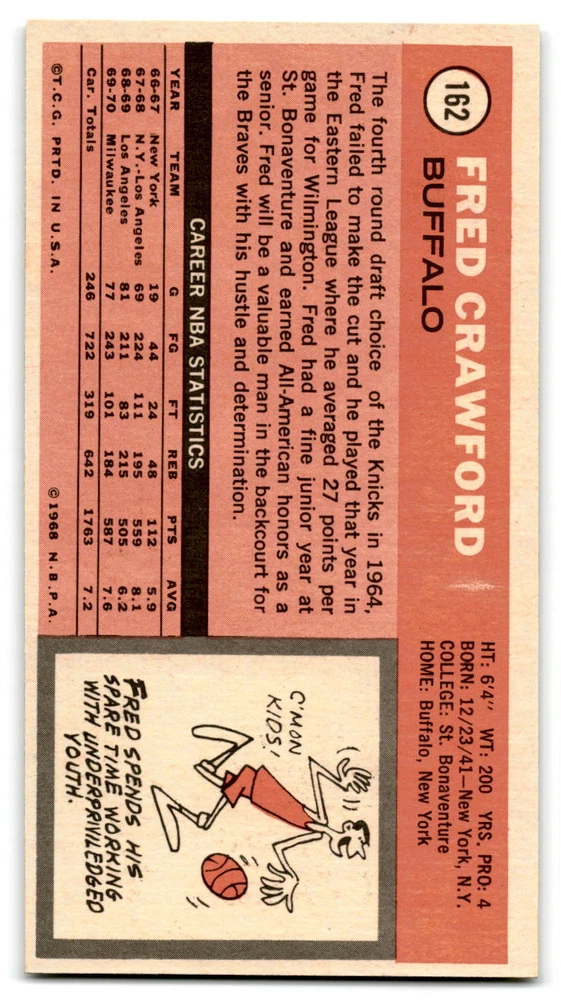 162
FRED CRAWFORD
BUFFALO
HT: 6'4" WT: 200 YRS. PRO: 4
BORN: 12/23/41—New York, N.Y.
COLLEGE: St. Bonaventure
HOME: Buffalo, New York
The fourth round draft choice of the Knicks in 1964,
Fred failed to make the cut and he played that year in
the Eastern League where he averaged 27 points per
game for Wilmington. Fred had a fine junior year at
St. Bonaventure and earned All-American honors as a
senior. Fred will be a valuable man in the backcourt for
the Braves with his hustle and determination.
CAREER NBA STATISTICS
YEAR TEAM G FG FT REB PTS AVG
66-67 New York 19 44 24 48 112 5.9
67-68 N.Y.-Los Angeles 69 224 111 195 559 8.1
68-69 Los Angeles 81 211 83 215 505 6.2
69-70 Milwaukee 77 243 101 184 587 7.6
Car. Totals 246 722 319 642 1763 7.2
©T.C.G. PRTD. IN U.S.A. ©1968 N.B.P.A.
C'MON
KIDS!
FRED SPENDS HIS
SPARE TIME WORKING
WITH UNDERPRIVILEDGED
YOUTH.